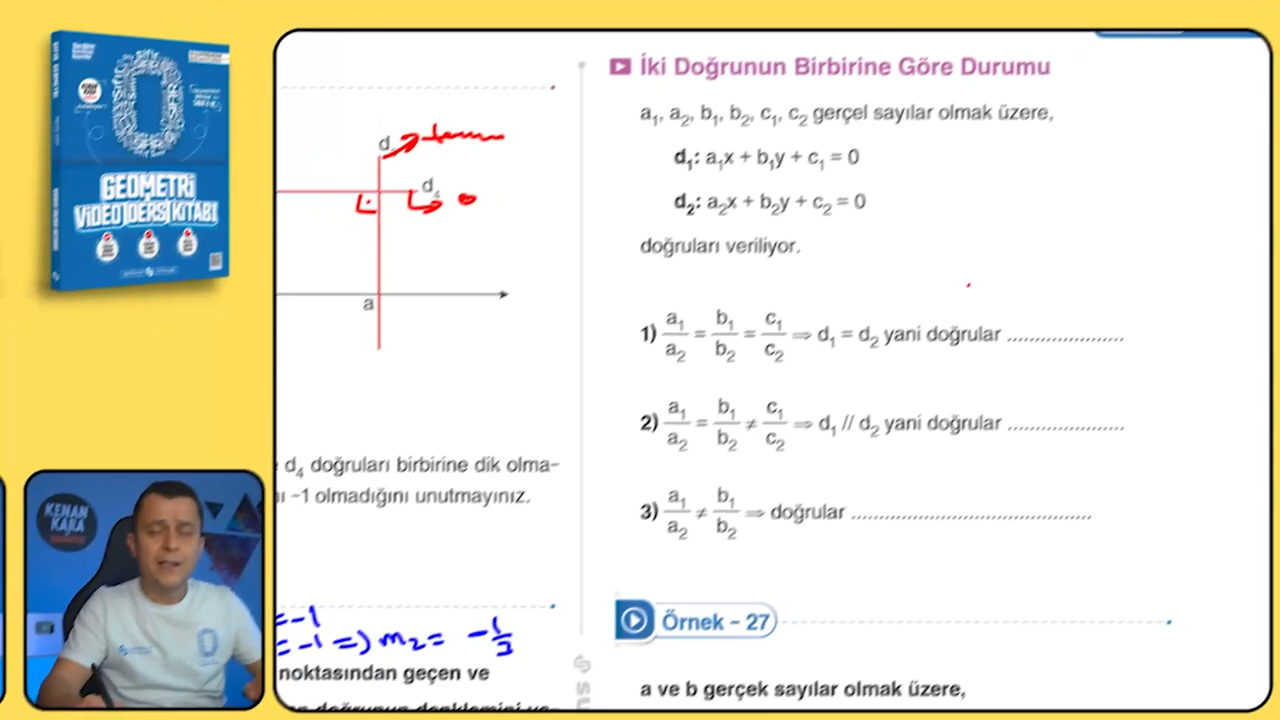 sıfır
GEOMETRİ
VİDEO DERS KİTABI
KENAN
KARA
d
d4
a
d4 doğruları birbirine dik olma-
-1 olmadığını unutmayınız.
=-1
=-1 => m2 = -1/2
noktasından geçen ve
İki Doğrunun Birbirine Göre Durumu
a1, a2, b1, b2, c1, c2 gerçel sayılar olmak üzere,
d1: a1x + b1y + c1 = 0
d2: a2x + b2y + c2 = 0
doğruları veriliyor.
1) a1/a2 = b1/b2 = c1/c2 ⇒ d1 = d2 yani doğrular ......................
2) a1/a2 = b1/b2 ≠ c1/c2 ⇒ d1 // d2 yani doğrular ......................
3) a1/a2 ≠ b1/b2 ⇒ doğrular .............................................
Örnek – 27
a ve b gerçek sayılar olmak üzere,